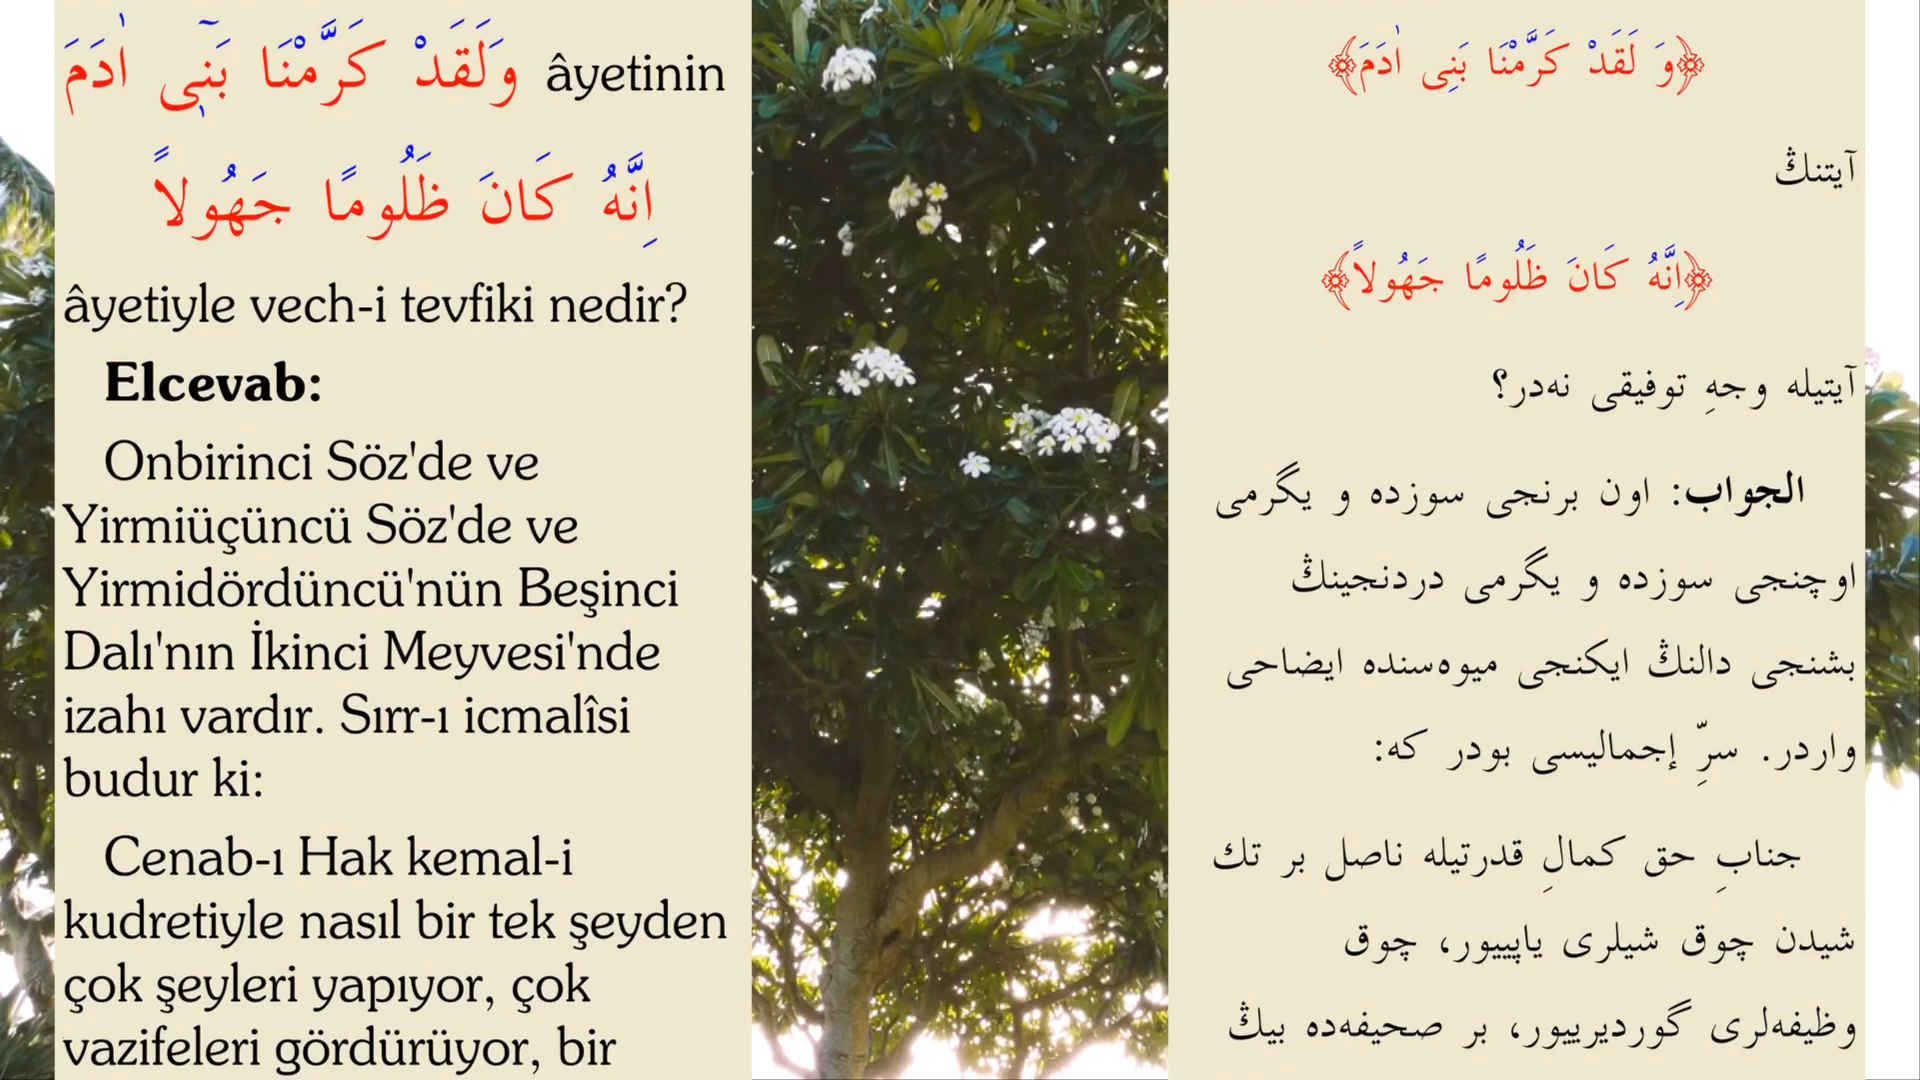 وَلَقَدْ كَرَّمْنَا بَنِٓى اٰدَمَ âyetinin
اِنَّهُ كَانَ ظَلُومًا جَهُولاً
âyetiyle vech-i tevfiki nedir?
Elcevab:
Onbirinci Söz'de ve
Yirmiüçüncü Söz'de ve
Yirmidördüncü'nün Beşinci
Dalı'nın İkinci Meyvesi'nde
izahı vardır. Sırr-ı icmalîsi
budur ki:
Cenab-ı Hak kemal-i
kudretiyle nasıl bir tek şeyden
çok şeyleri yapıyor, çok
vazifeleri gördürüyor, bir
﴿وَ لَقَدْ كَرَّمْنَا بَنِى اٰدَمَ﴾
آيتنڭ
﴿اِنَّهُ كَانَ ظَلُومًا جَهُولاً﴾
آيتيله وجهِ توفيقى نه‌در؟
الجواب: اون برنجى سوزده و يگرمى
اوچنجى سوزده و يگرمى دردنجينڭ
بشنجى دالنڭ ايكنجى ميوه‌سنده ايضاحى
واردر. سرِّ إجماليسى بودر كه:
جنابِ حق كمالِ قدرتيله ناصل بر تك
شيدن چوق شيلرى ياپييور، چوق
وظيفه‌لرى گورديرييور، بر صحيفه‌ده بيڭ